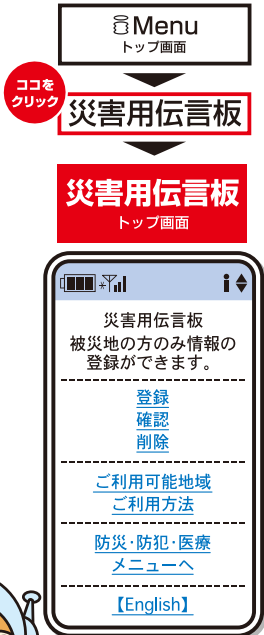 iMenu
トップ画面
ココを
クリック
災害用伝言板
災害用伝言板
トップ画面
i
災害用伝言板
被災地の方のみ情報の
登録ができます。
登録
確認
削除
ご利用可能地域
ご利用方法
防災・防犯・医療
メニューへ
【English】